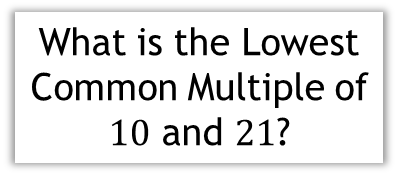 What is the Lowest
Common Multiple of
10 and 21?